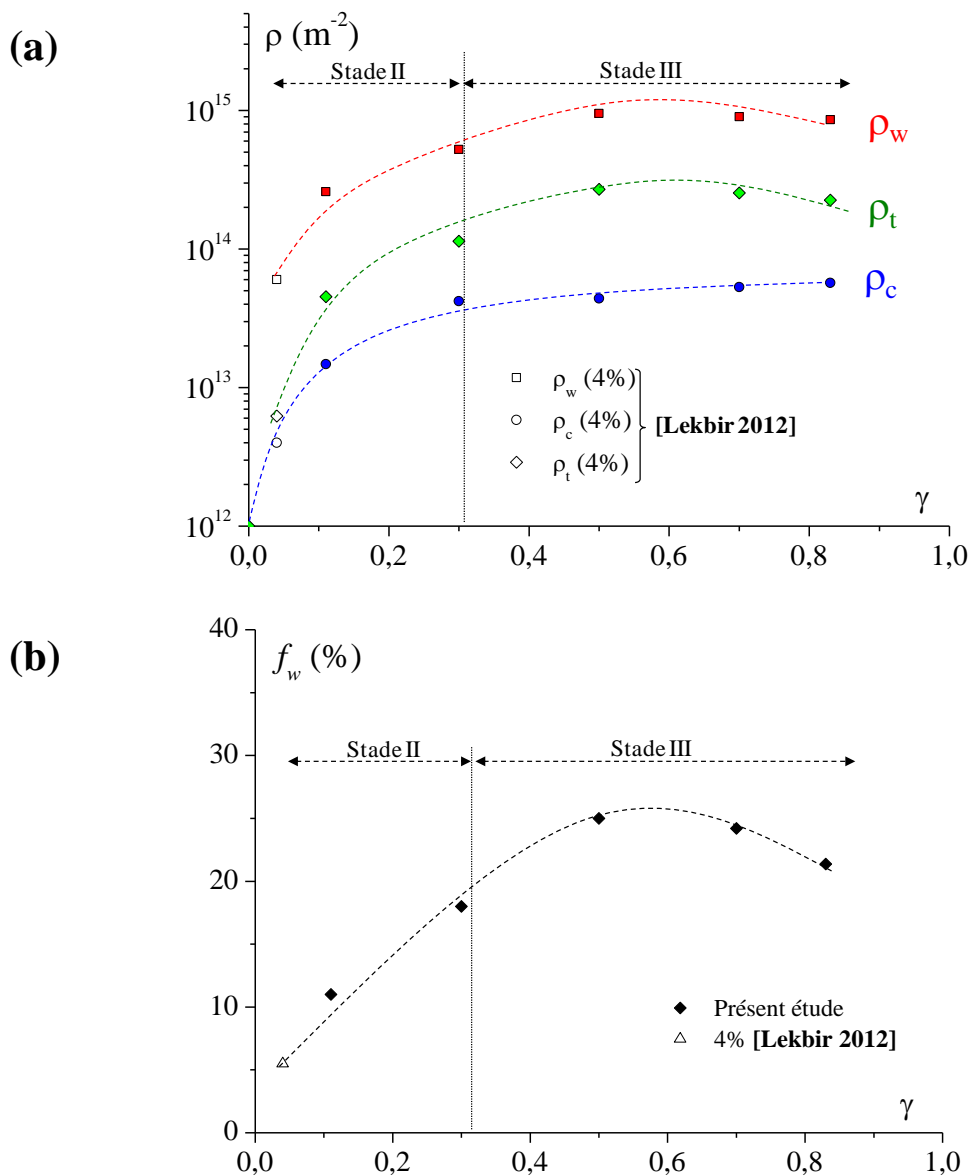 (a)
ρ (m⁻²)
Stade II
Stade III
10¹⁵
ρw
10¹⁴
ρt
ρc
10¹³
ρw (4%)
ρc (4%)
[Lekbir 2012]
ρt (4%)
γ
10¹²
0,0 0,2 0,4 0,6 0,8 1,0
(b)
40
fw (%)
Stade II
Stade III
30
20
10
Présent étude
4% [Lekbir 2012]
γ
0
0,0 0,2 0,4 0,6 0,8 1,0